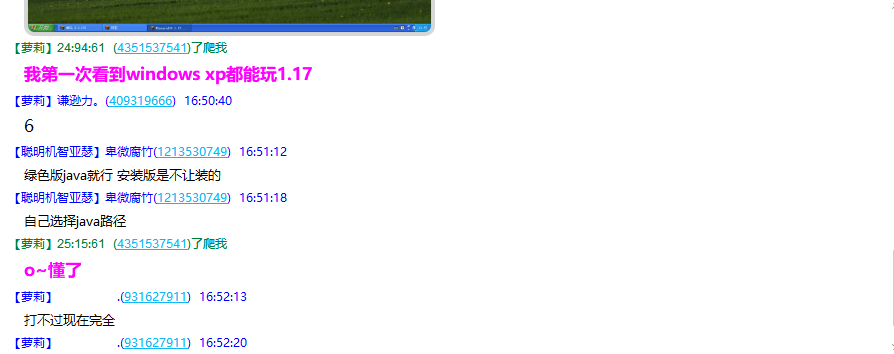 【萝莉】24:94:61 (4351537541)了爬我
我第一次看到windows xp都能玩1.17
【萝莉】谦逊力。(409319666) 16:50:40
6
【聪明机智亚瑟】卑微腐竹(1213530749) 16:51:12
绿色版java就行 安装版是不让装的
【聪明机智亚瑟】卑微腐竹(1213530749) 16:51:18
自己选择java路径
【萝莉】25:15:61 (4351537541)了爬我
o~懂了
【萝莉】 .(931627911) 16:52:13
打不过现在完全
【萝莉】 .(931627911) 16:52:20